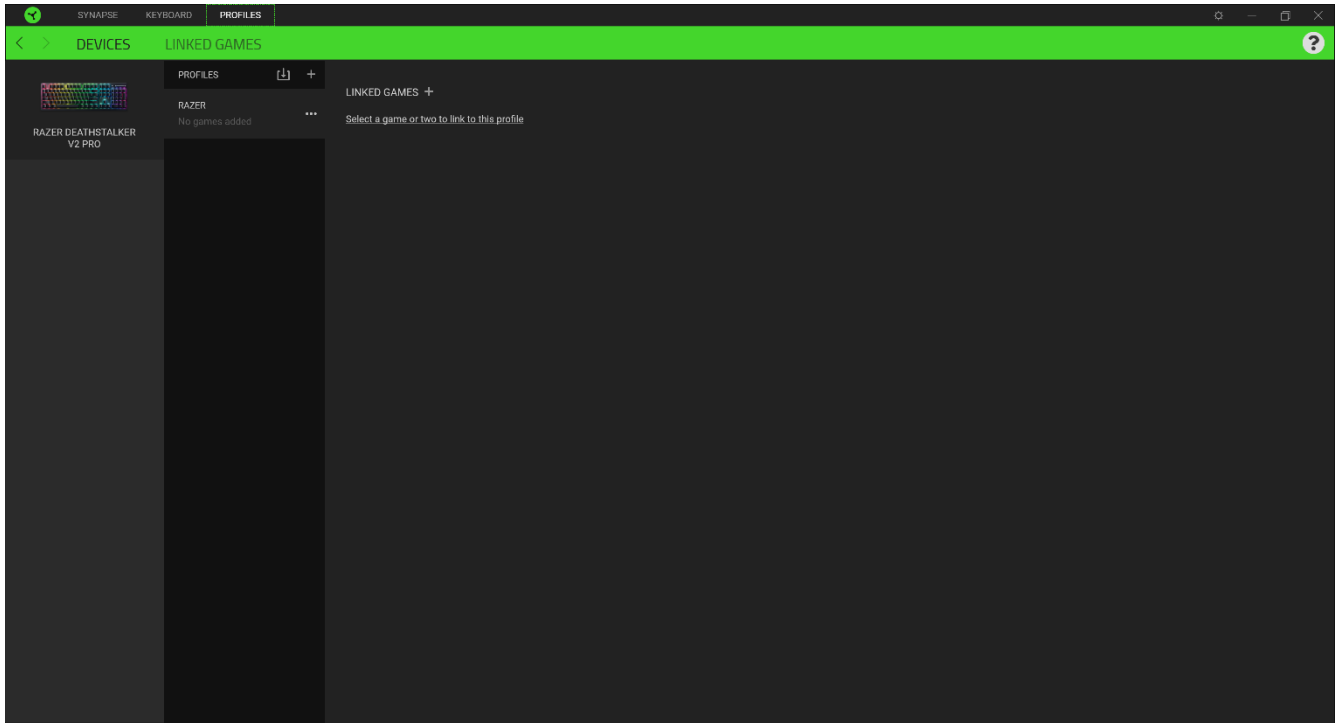 SYNAPSE KEYBOARD PROFILES
DEVICES LINKED GAMES
?
RAZER DEATHSTALKER
V2 PRO
PROFILES
RAZER
No games added
LINKED GAMES
Select a game or two to link to this profile